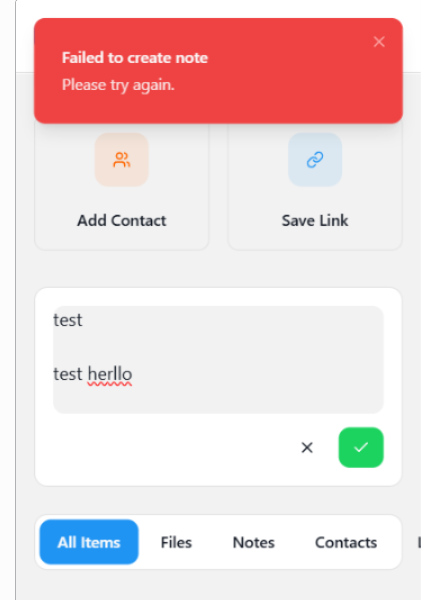 Failed to create note
Please try again.
Add Contact
Save Link
test
test herllo
All Items
Files
Notes
Contacts